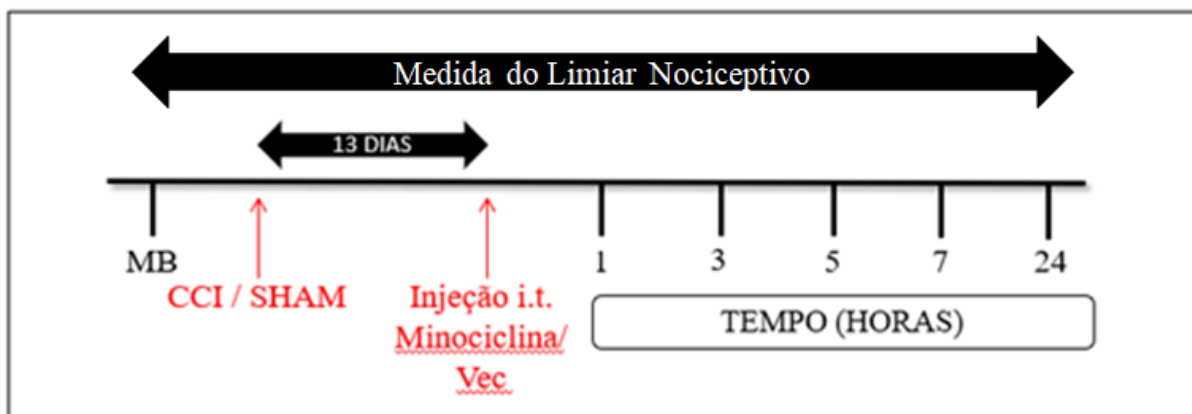 Medida do Limiar Nociceptivo
13 DIAS
MB
CCI / SHAM
Injeção i.t.
Minociclina/
Vec
1 3 5 7 24
TEMPO (HORAS)